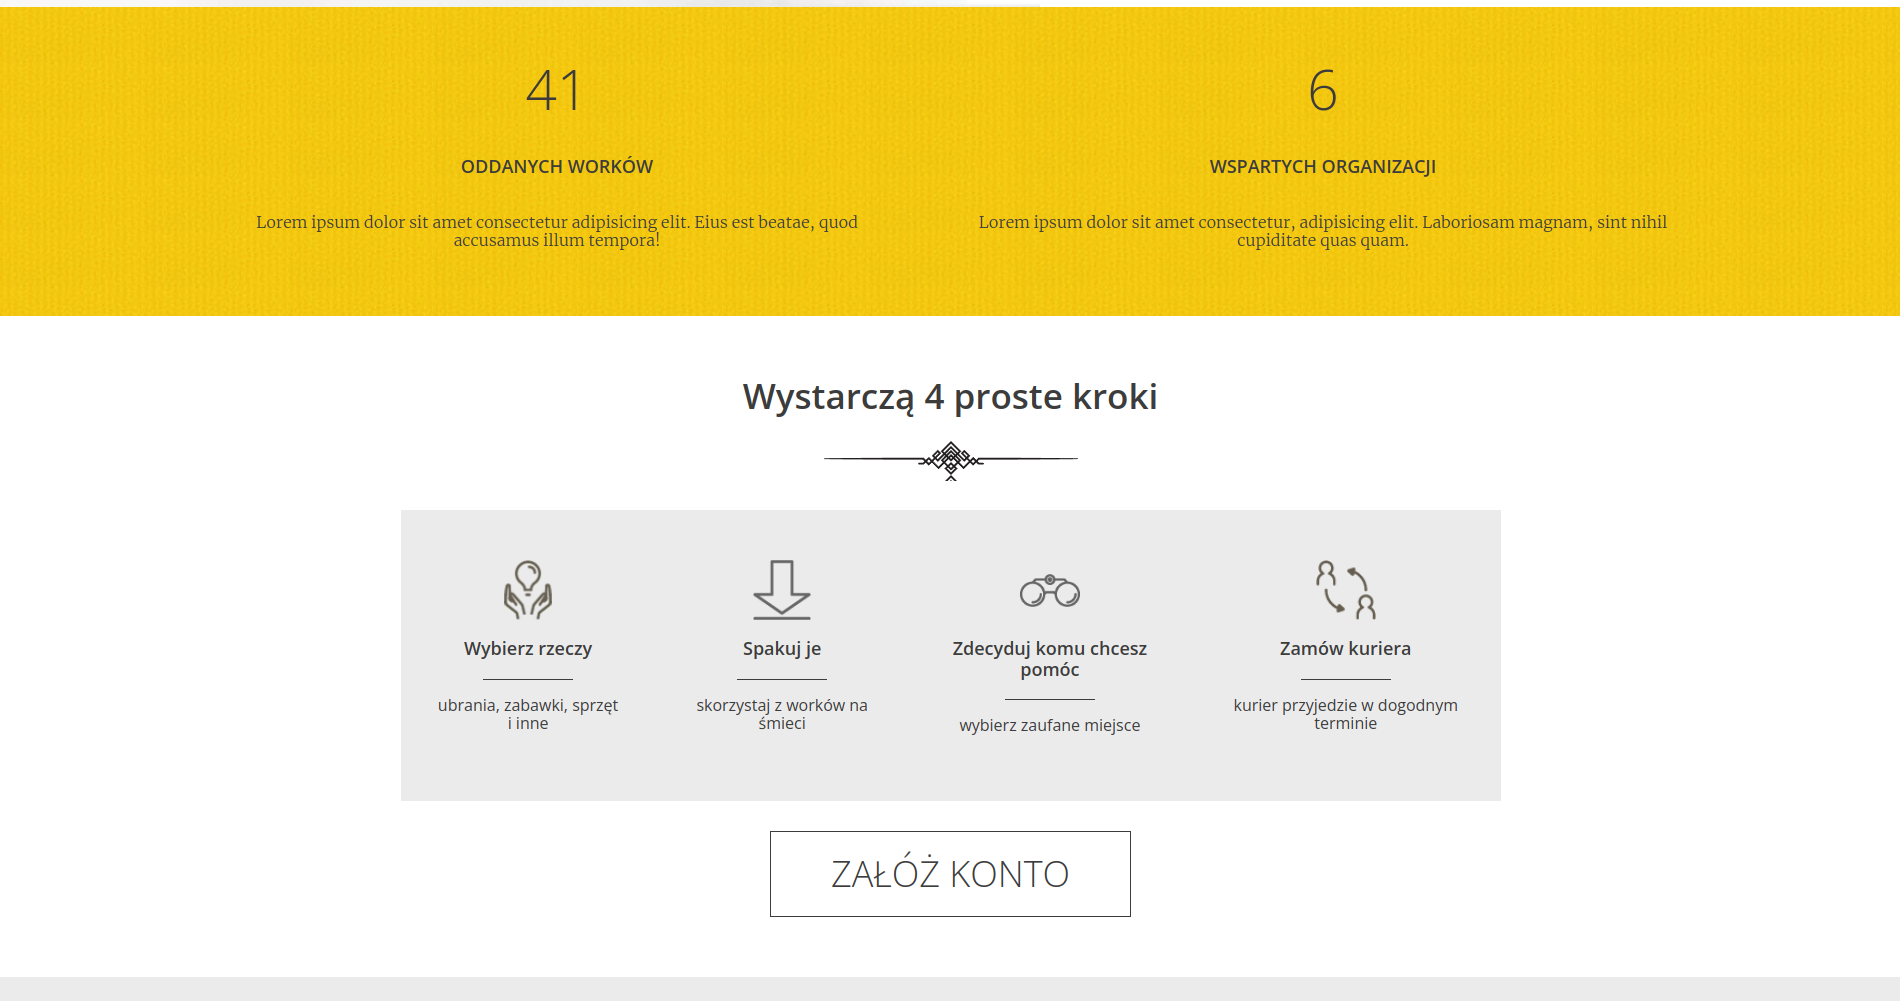 41
ODDANYCH WORKÓW
Lorem ipsum dolor sit amet consectetur adipisicing elit. Eius est beatae, quod
accusamus illum tempora!
6
WSPARTYCH ORGANIZACJI
Lorem ipsum dolor sit amet consectetur, adipisicing elit. Laboriosam magnam, sint nihil
cupiditate quas quam.
Wystarczą 4 proste kroki
Wybierz rzeczy
ubrania, zabawki, sprzęt
i inne
Spakuj je
skorzystaj z worków na
śmieci
Zdecyduj komu chcesz
pomóc
wybierz zaufane miejsce
Zamów kuriera
kurier przyjedzie w dogodnym
terminie
ZAŁÓŻ KONTO